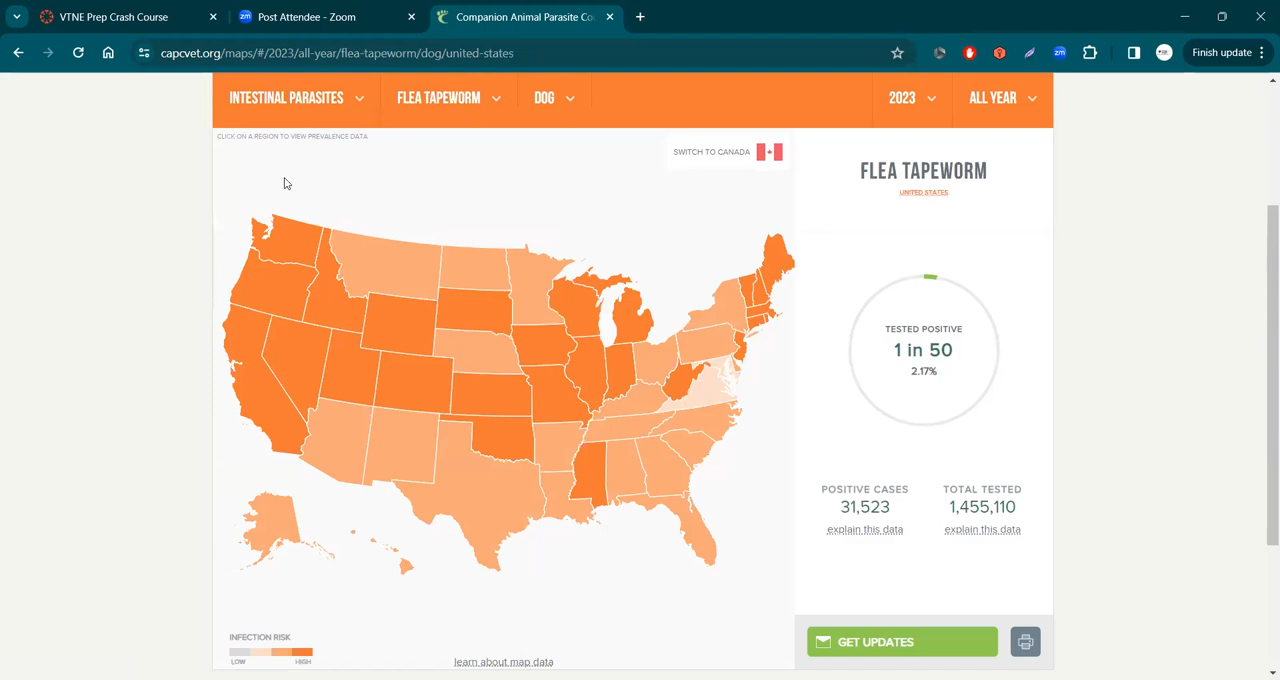 VTNE Prep Crash Course
zm Post Attendee - Zoom
Companion Animal Parasite Co
capcvet.org/maps/#/2023/all-year/flea-tapeworm/dog/united-states
zm
Finish update
INTESTINAL PARASITES
FLEA TAPEWORM
DOG
2023
ALL YEAR
CLICK ON A REGION TO VIEW PREVALENCE DATA
SWITCH TO CANADA
FLEA TAPEWORM
UNITED STATES
TESTED POSITIVE
1 in 50
2.17%
POSITIVE CASES
31,523
explain this data
TOTAL TESTED
1,455,110
explain this data
INFECTION RISK
LOW
HIGH
learn about map data
GET UPDATES